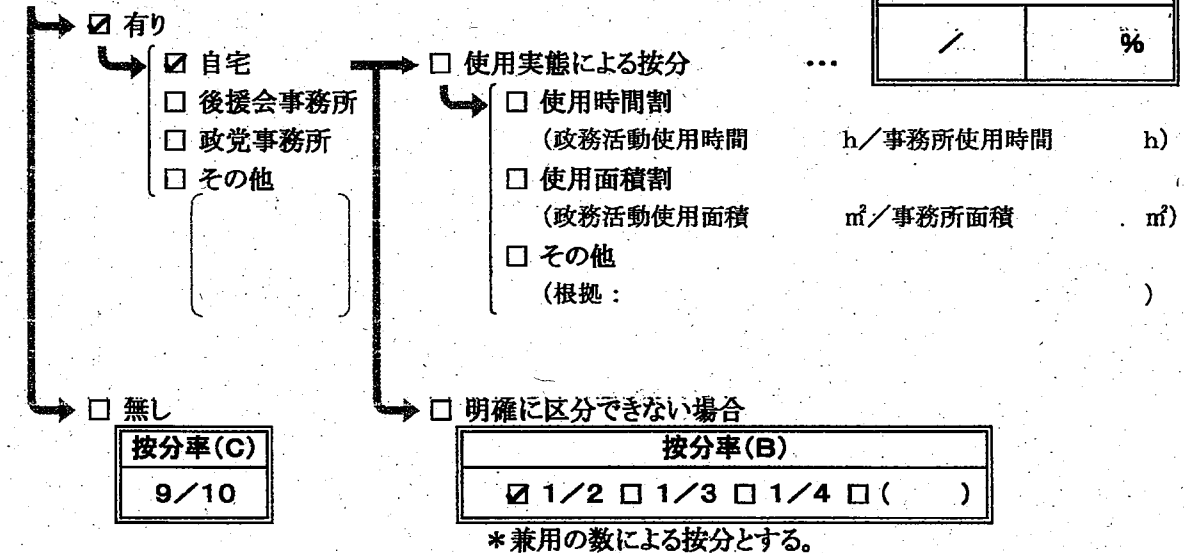 ☑ 有り
☑ 自宅
□ 後援会事務所
□ 政党事務所
□ その他
□ 使用実態による按分 …
／ %
□ 使用時間割
(政務活動使用時間 h／事務所使用時間 h)
□ 使用面積割
(政務活動使用面積 ㎡／事務所面積 ㎡)
□ その他
(根拠： )
□ 無し
按分率(C)
9／10
□ 明確に区分できない場合
按分率(B)
☑ 1／2 □ 1／3 □ 1／4 □( )
＊兼用の数による按分とする。